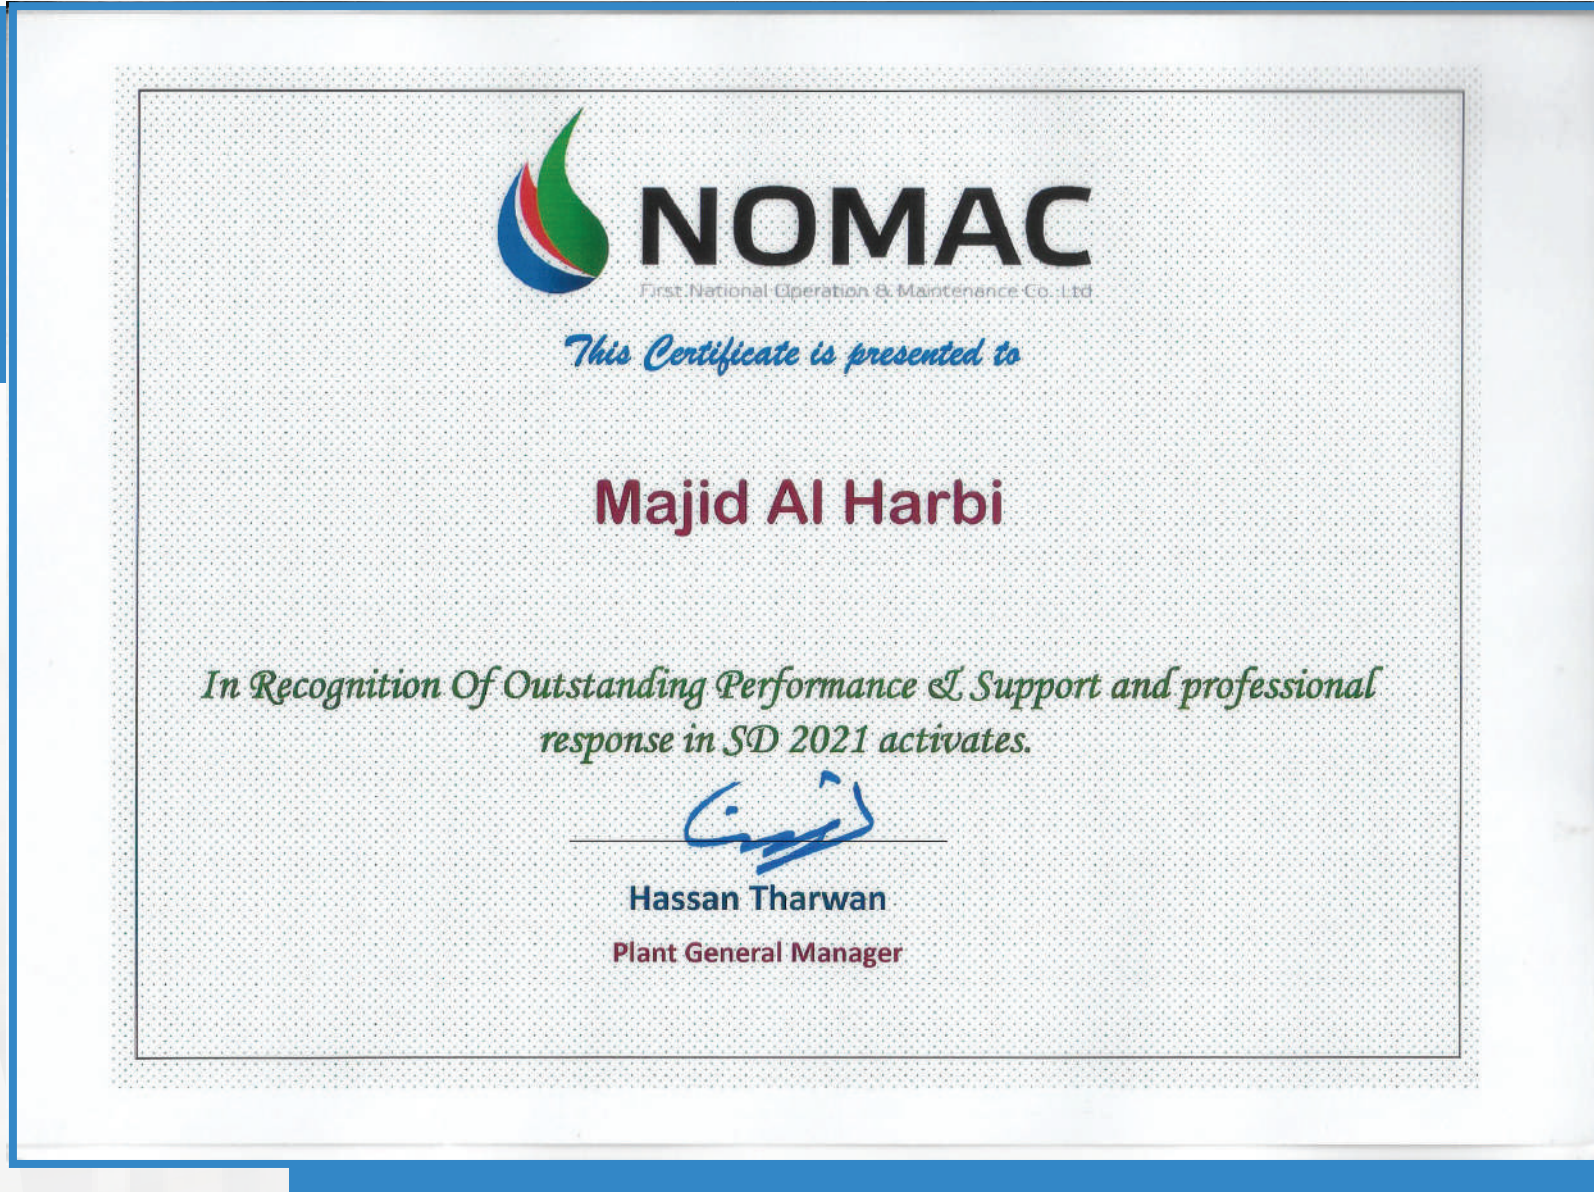 NOMAC
First National Operation & Maintenance Co. Ltd
This Certificate is presented to
Majid Al Harbi
In Recognition Of Outstanding Performance & Support and professional
response in SD 2021 activates.
Hassan Tharwan
Plant General Manager